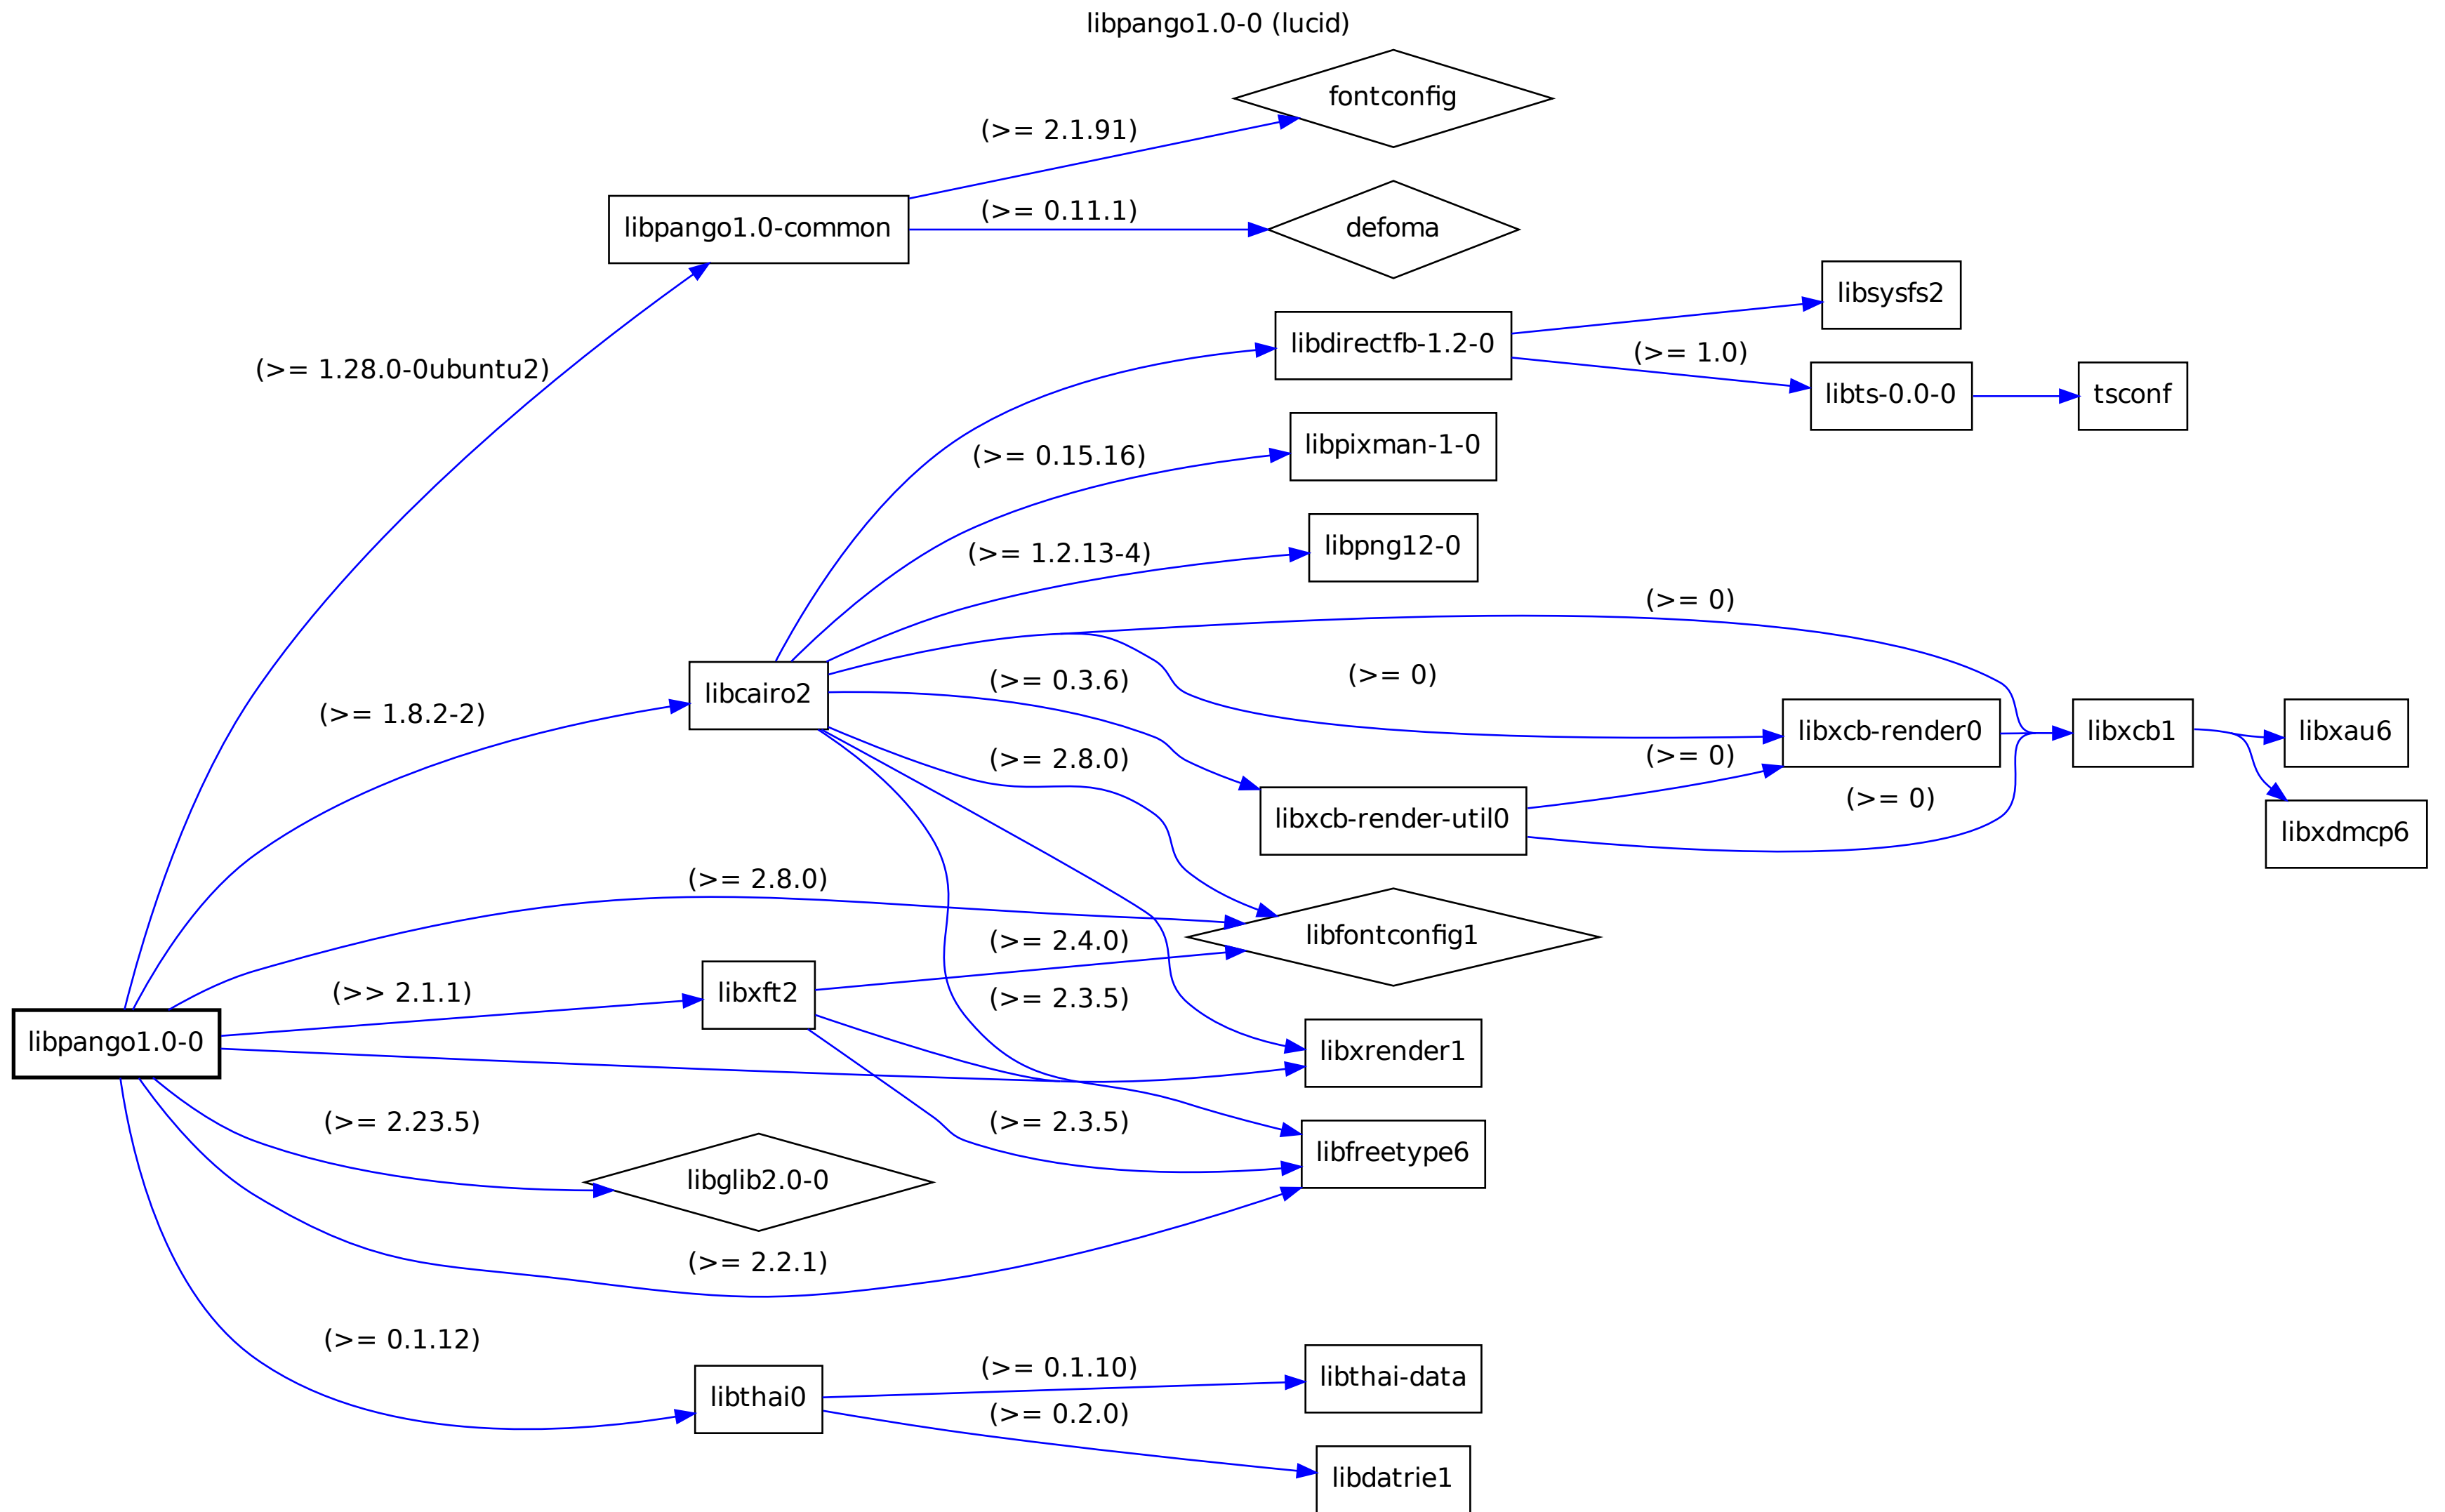 libpango1.0-0 (lucid)
fontconfig
(>= 2.1.91)
libpango1.0-common
(>= 0.11.1)
defoma
libsysfs2
libdirectfb-1.2-0
(>= 1.0)
(>= 1.28.0-0ubuntu2)
libts-0.0-0
tsconf
(>= 0.15.16)
libpixman-1-0
(>= 1.2.13-4)
libpng12-0
(>= 0)
(>= 0)
(>= 0.3.6)
libcairo2
(>= 1.8.2-2)
libxcb-render0
libxcb1
libxau6
(>= 2.8.0)
(>= 0)
(>= 0)
libxcb-render-util0
libxdmcp6
(>= 2.8.0)
(>= 2.4.0)
libfontconfig1
(>> 2.1.1)
libxft2
(>= 2.3.5)
libpango1.0-0
libxrender1
(>= 2.23.5)
(>= 2.3.5)
libfreetype6
libglib2.0-0
(>= 2.2.1)
(>= 0.1.12)
(>= 0.1.10)
libthai-data
libthai0
(>= 0.2.0)
libdatrie1